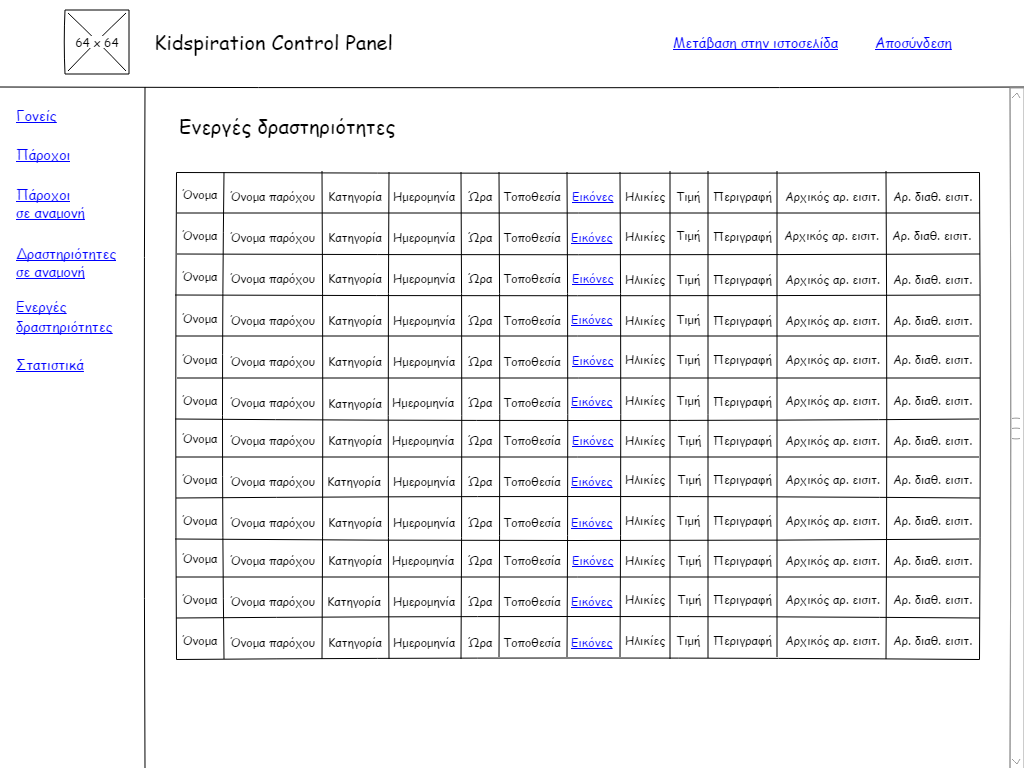 64 x 64
Kidspiration Control Panel
Μετάβαση στην ιστοσελίδα Αποσύνδεση
Γονείς
Πάροχοι
Πάροχοι
σε αναμονή
Δραστηριότητες
σε αναμονή
Ενεργές
δραστηριότητες
Στατιστικά
Ενεργές δραστηριότητες
Όνομα Όνομα παρόχου Κατηγορία Ημερομηνία Ώρα Τοποθεσία Εικόνες Ηλικίες Τιμή Περιγραφή Αρχικός αρ. εισιτ. Αρ. διαθ. εισιτ.
Όνομα Όνομα παρόχου Κατηγορία Ημερομηνία Ώρα Τοποθεσία Εικόνες Ηλικίες Τιμή Περιγραφή Αρχικός αρ. εισιτ. Αρ. διαθ. εισιτ.
Όνομα Όνομα παρόχου Κατηγορία Ημερομηνία Ώρα Τοποθεσία Εικόνες Ηλικίες Τιμή Περιγραφή Αρχικός αρ. εισιτ. Αρ. διαθ. εισιτ.
Όνομα Όνομα παρόχου Κατηγορία Ημερομηνία Ώρα Τοποθεσία Εικόνες Ηλικίες Τιμή Περιγραφή Αρχικός αρ. εισιτ. Αρ. διαθ. εισιτ.
Όνομα Όνομα παρόχου Κατηγορία Ημερομηνία Ώρα Τοποθεσία Εικόνες Ηλικίες Τιμή Περιγραφή Αρχικός αρ. εισιτ. Αρ. διαθ. εισιτ.
Όνομα Όνομα παρόχου Κατηγορία Ημερομηνία Ώρα Τοποθεσία Εικόνες Ηλικίες Τιμή Περιγραφή Αρχικός αρ. εισιτ. Αρ. διαθ. εισιτ.
Όνομα Όνομα παρόχου Κατηγορία Ημερομηνία Ώρα Τοποθεσία Εικόνες Ηλικίες Τιμή Περιγραφή Αρχικός αρ. εισιτ. Αρ. διαθ. εισιτ.
Όνομα Όνομα παρόχου Κατηγορία Ημερομηνία Ώρα Τοποθεσία Εικόνες Ηλικίες Τιμή Περιγραφή Αρχικός αρ. εισιτ. Αρ. διαθ. εισιτ.
Όνομα Όνομα παρόχου Κατηγορία Ημερομηνία Ώρα Τοποθεσία Εικόνες Ηλικίες Τιμή Περιγραφή Αρχικός αρ. εισιτ. Αρ. διαθ. εισιτ.
Όνομα Όνομα παρόχου Κατηγορία Ημερομηνία Ώρα Τοποθεσία Εικόνες Ηλικίες Τιμή Περιγραφή Αρχικός αρ. εισιτ. Αρ. διαθ. εισιτ.
Όνομα Όνομα παρόχου Κατηγορία Ημερομηνία Ώρα Τοποθεσία Εικόνες Ηλικίες Τιμή Περιγραφή Αρχικός αρ. εισιτ. Αρ. διαθ. εισιτ.
Όνομα Όνομα παρόχου Κατηγορία Ημερομηνία Ώρα Τοποθεσία Εικόνες Ηλικίες Τιμή Περιγραφή Αρχικός αρ. εισιτ. Αρ. διαθ. εισιτ.